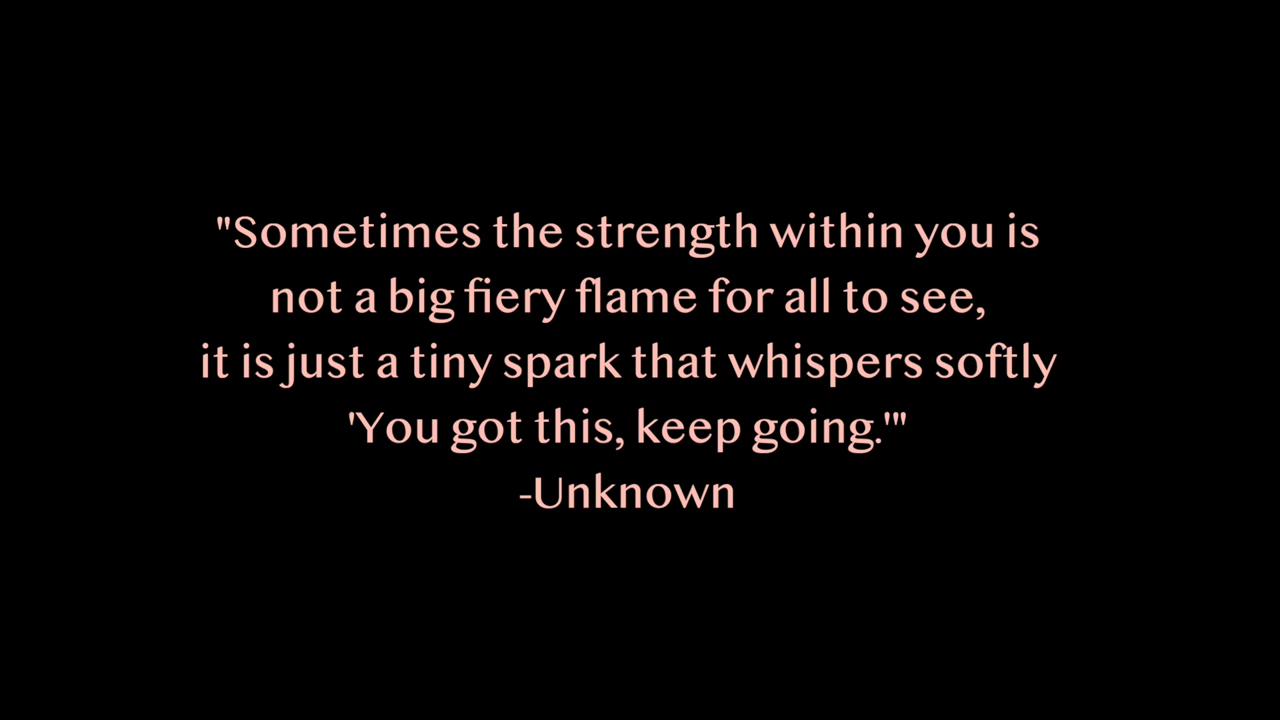 "Sometimes the strength within you is
not a big fiery flame for all to see,
it is just a tiny spark that whispers softly
'You got this, keep going.'"
-Unknown